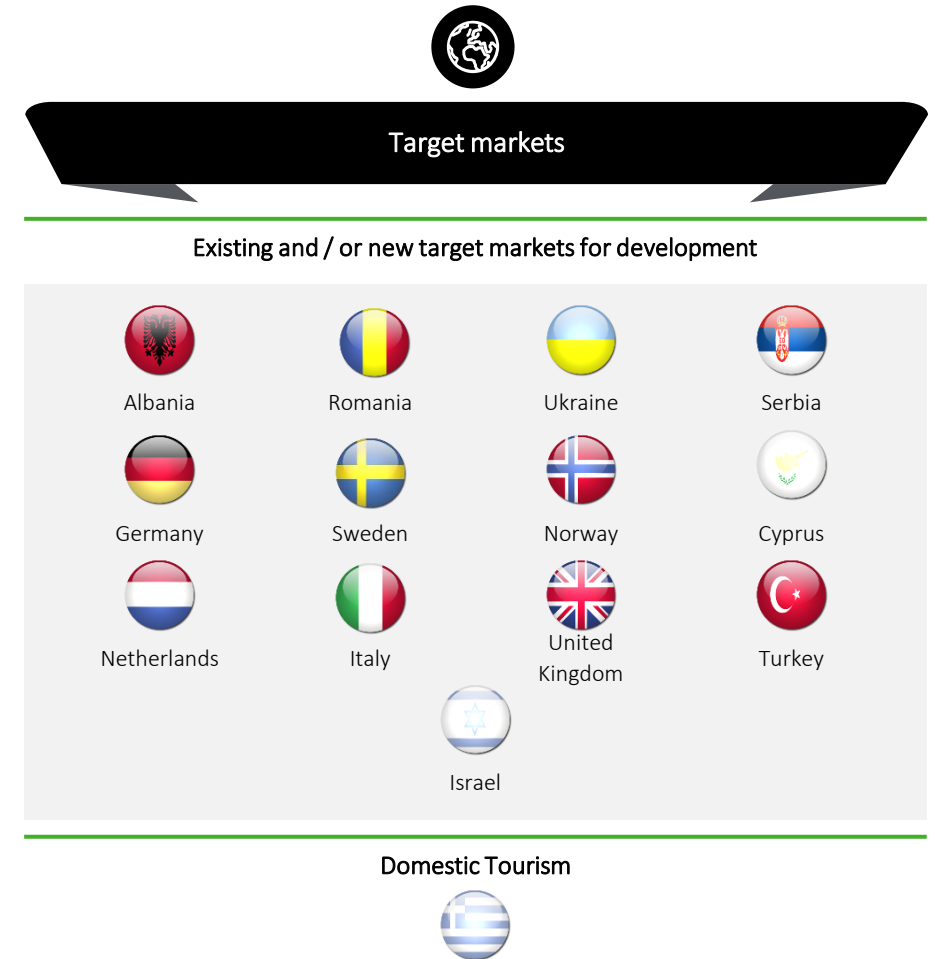 Target markets
Existing and / or new target markets for development
Albania
Romania
Ukraine
Serbia
Germany
Sweden
Norway
Cyprus
Netherlands
Italy
United
Kingdom
Turkey
Israel
Domestic Tourism